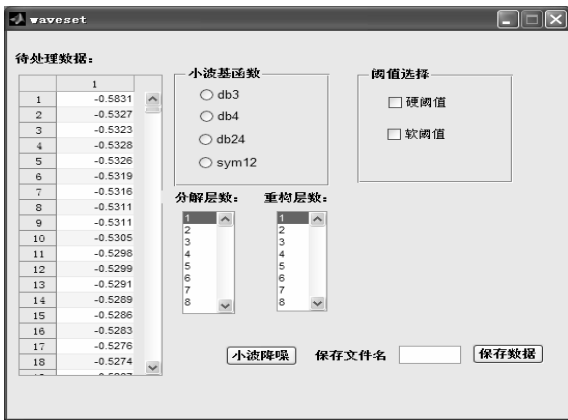 waveset
待处理数据：
1
1 -0.5831
2 -0.5327
3 -0.5323
4 -0.5328
5 -0.5326
6 -0.5319
7 -0.5316
8 -0.5311
9 -0.5311
10 -0.5305
11 -0.5298
12 -0.5299
13 -0.5291
14 -0.5289
15 -0.5286
16 -0.5283
17 -0.5276
18 -0.5274
小波基函数
db3
db4
db24
sym12
阈值选择
硬阈值
软阈值
分解层数：
1
2
3
4
5
6
7
8
重构层数：
1
2
3
4
5
6
7
8
小波降噪
保存文件名
保存数据